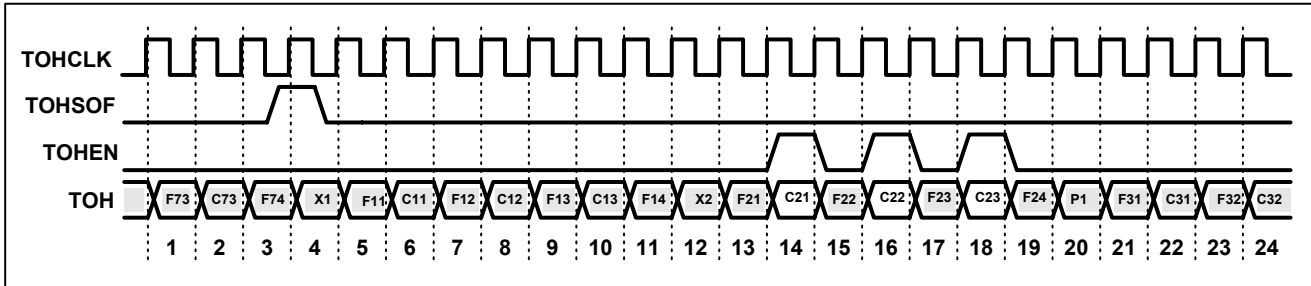 TOHCLK
TOHSOF
TOHEN
TOH F73 C73 F74 X1 F11 C11 F12 C12 F13 C13 F14 X2 F21 C21 F22 C22 F23 C23 F24 P1 F31 C31 F32 C32
1 2 3 4 5 6 7 8 9 10 11 12 13 14 15 16 17 18 19 20 21 22 23 24